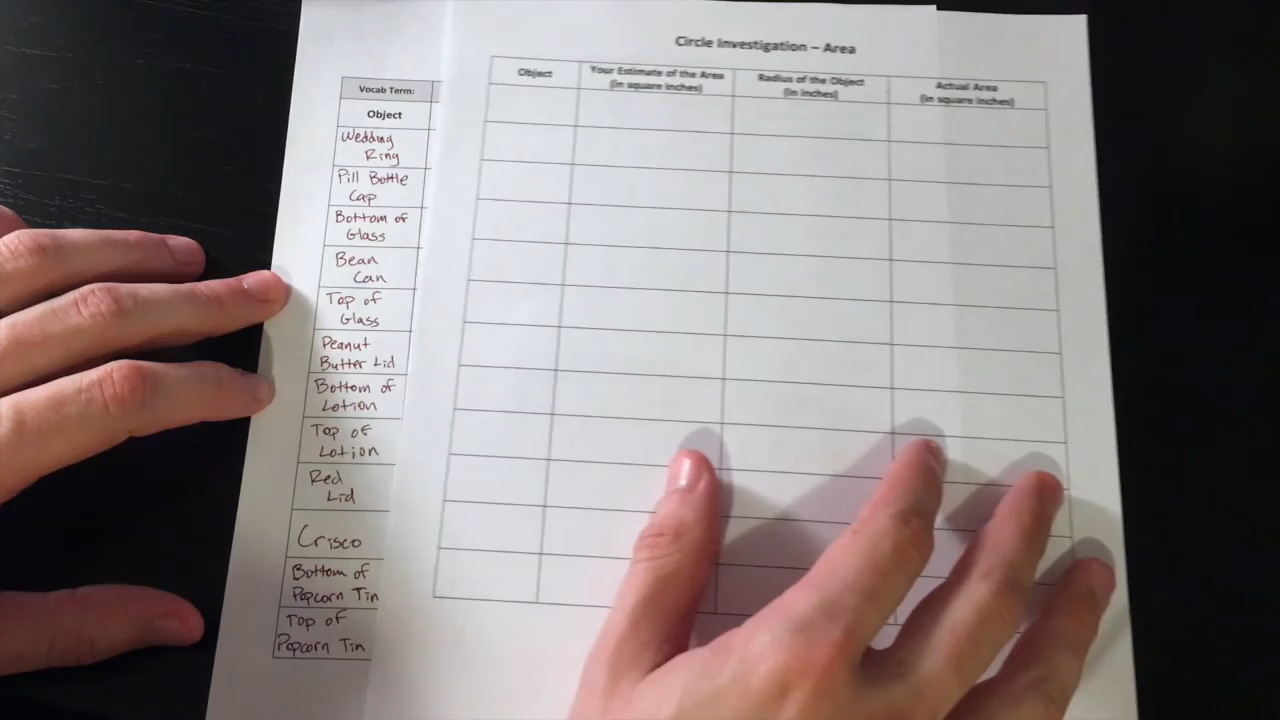 Circle Investigation – Area
Object
Your Estimate of the Area
(in square inches)
Radius of the Object
(in inches)
Actual Area
(in square inches)
Vocab Term:
Object
Wedding
Ring
Pill Bottle
Cap
Bottom of
Glass
Bean
Can
Top of
Glass
Peanut
Butter Lid
Bottom of
Lotion
Top of
Lotion
Red
Lid
Crisco
Bottom of
Popcorn Tin
Top of
Popcorn Tin